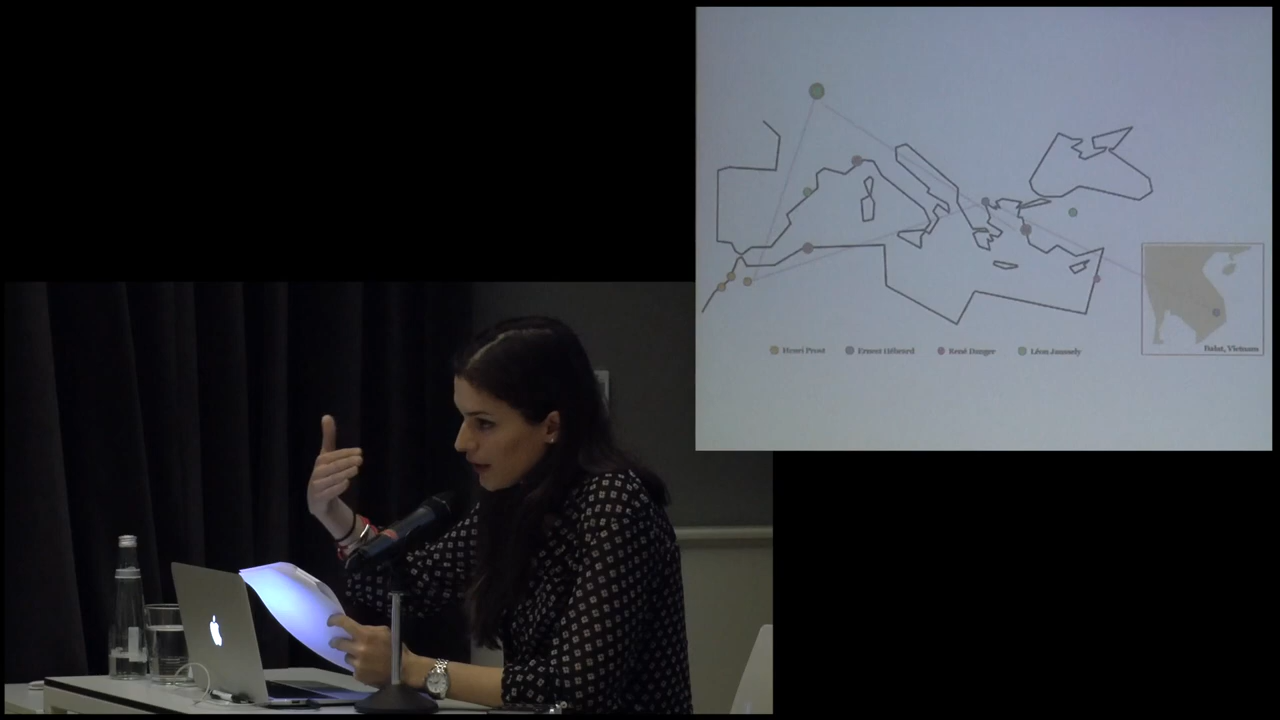 Henri Prost
Ernest Hébrard
René Danger
Léon Jaussely
Dalat, Vietnam